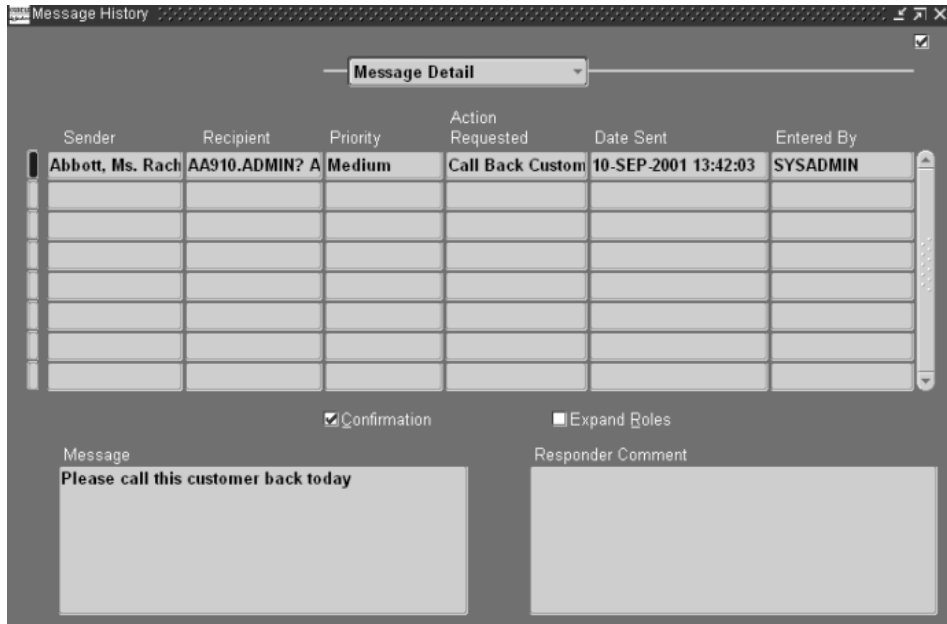 Message History
Message Detail
Action
Sender Recipient Priority Requested Date Sent Entered By
Abbott, Ms. Rach AA910.ADMIN? A Medium Call Back Custom 10-SEP-2001 13:42:03 SYSADMIN
Confirmation Expand Roles
Message Responder Comment
Please call this customer back today